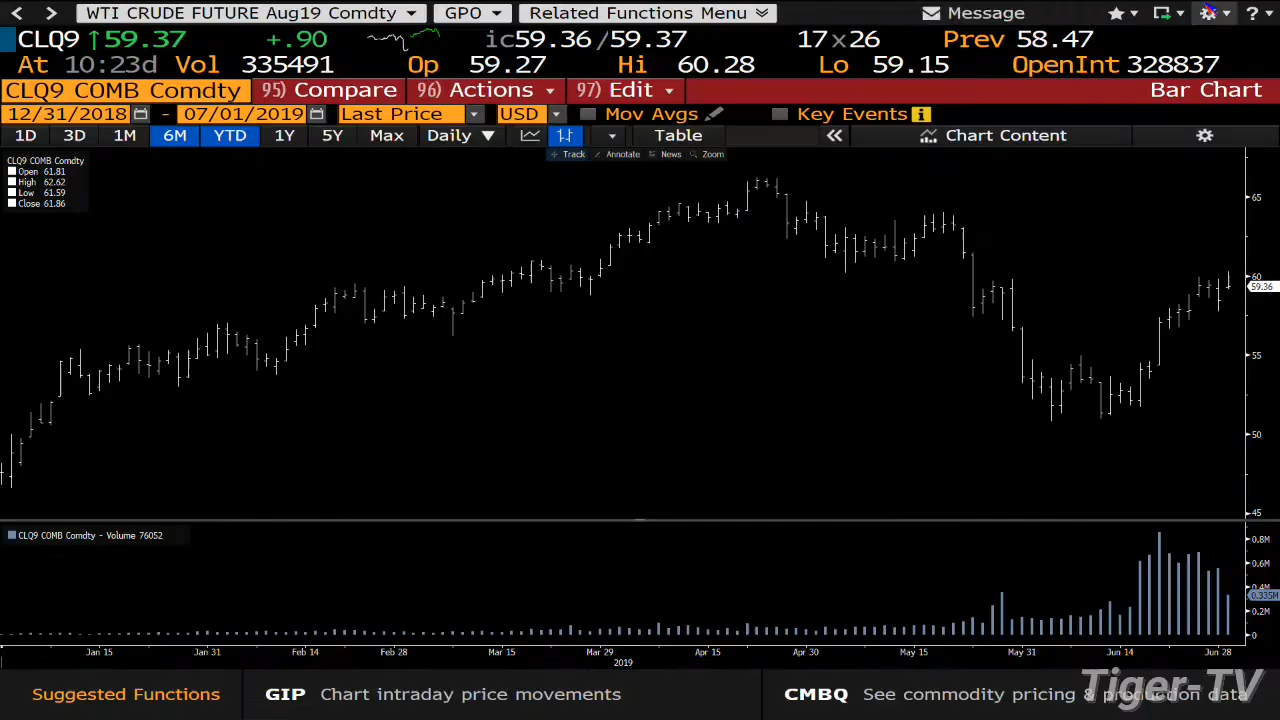 WTI CRUDE FUTURE Aug19 Comdty GPO Related Functions Menu Message ?
CLQ9 ↑59.37 +.90 ic59.36/59.37 17x26 Prev 58.47
At 10:23d Vol 335491 Op 59.27 Hi 60.28 Lo 59.15 OpenInt 328837
CLQ9 COMB Comdty 95) Compare 96) Actions 97) Edit Bar Chart
12/31/2018 - 07/01/2019 Last Price USD Mov Avgs Key Events
1D 3D 1M 6M YTD 1Y 5Y Max Daily ▼ Table « Chart Content
Track Annotate News Zoom
CLQ9 COMB Comdty
Open 61.81
High 62.62
Low 61.59
Close 61.86
65
60
59.36
55
50
45
CLQ9 COMB Comdty - Volume 76052
0.8M
0.6M
0.4M
0.335M
0.2M
0
Jan 15 Jan 31 Feb 14 Feb 28 Mar 15 Mar 29 Apr 15 Apr 30 May 15 May 31 Jun 14 Jun 28
2019
Suggested Functions GIP Chart intraday price movements CMBQ See commodity pricing & production data
Tiger-TV